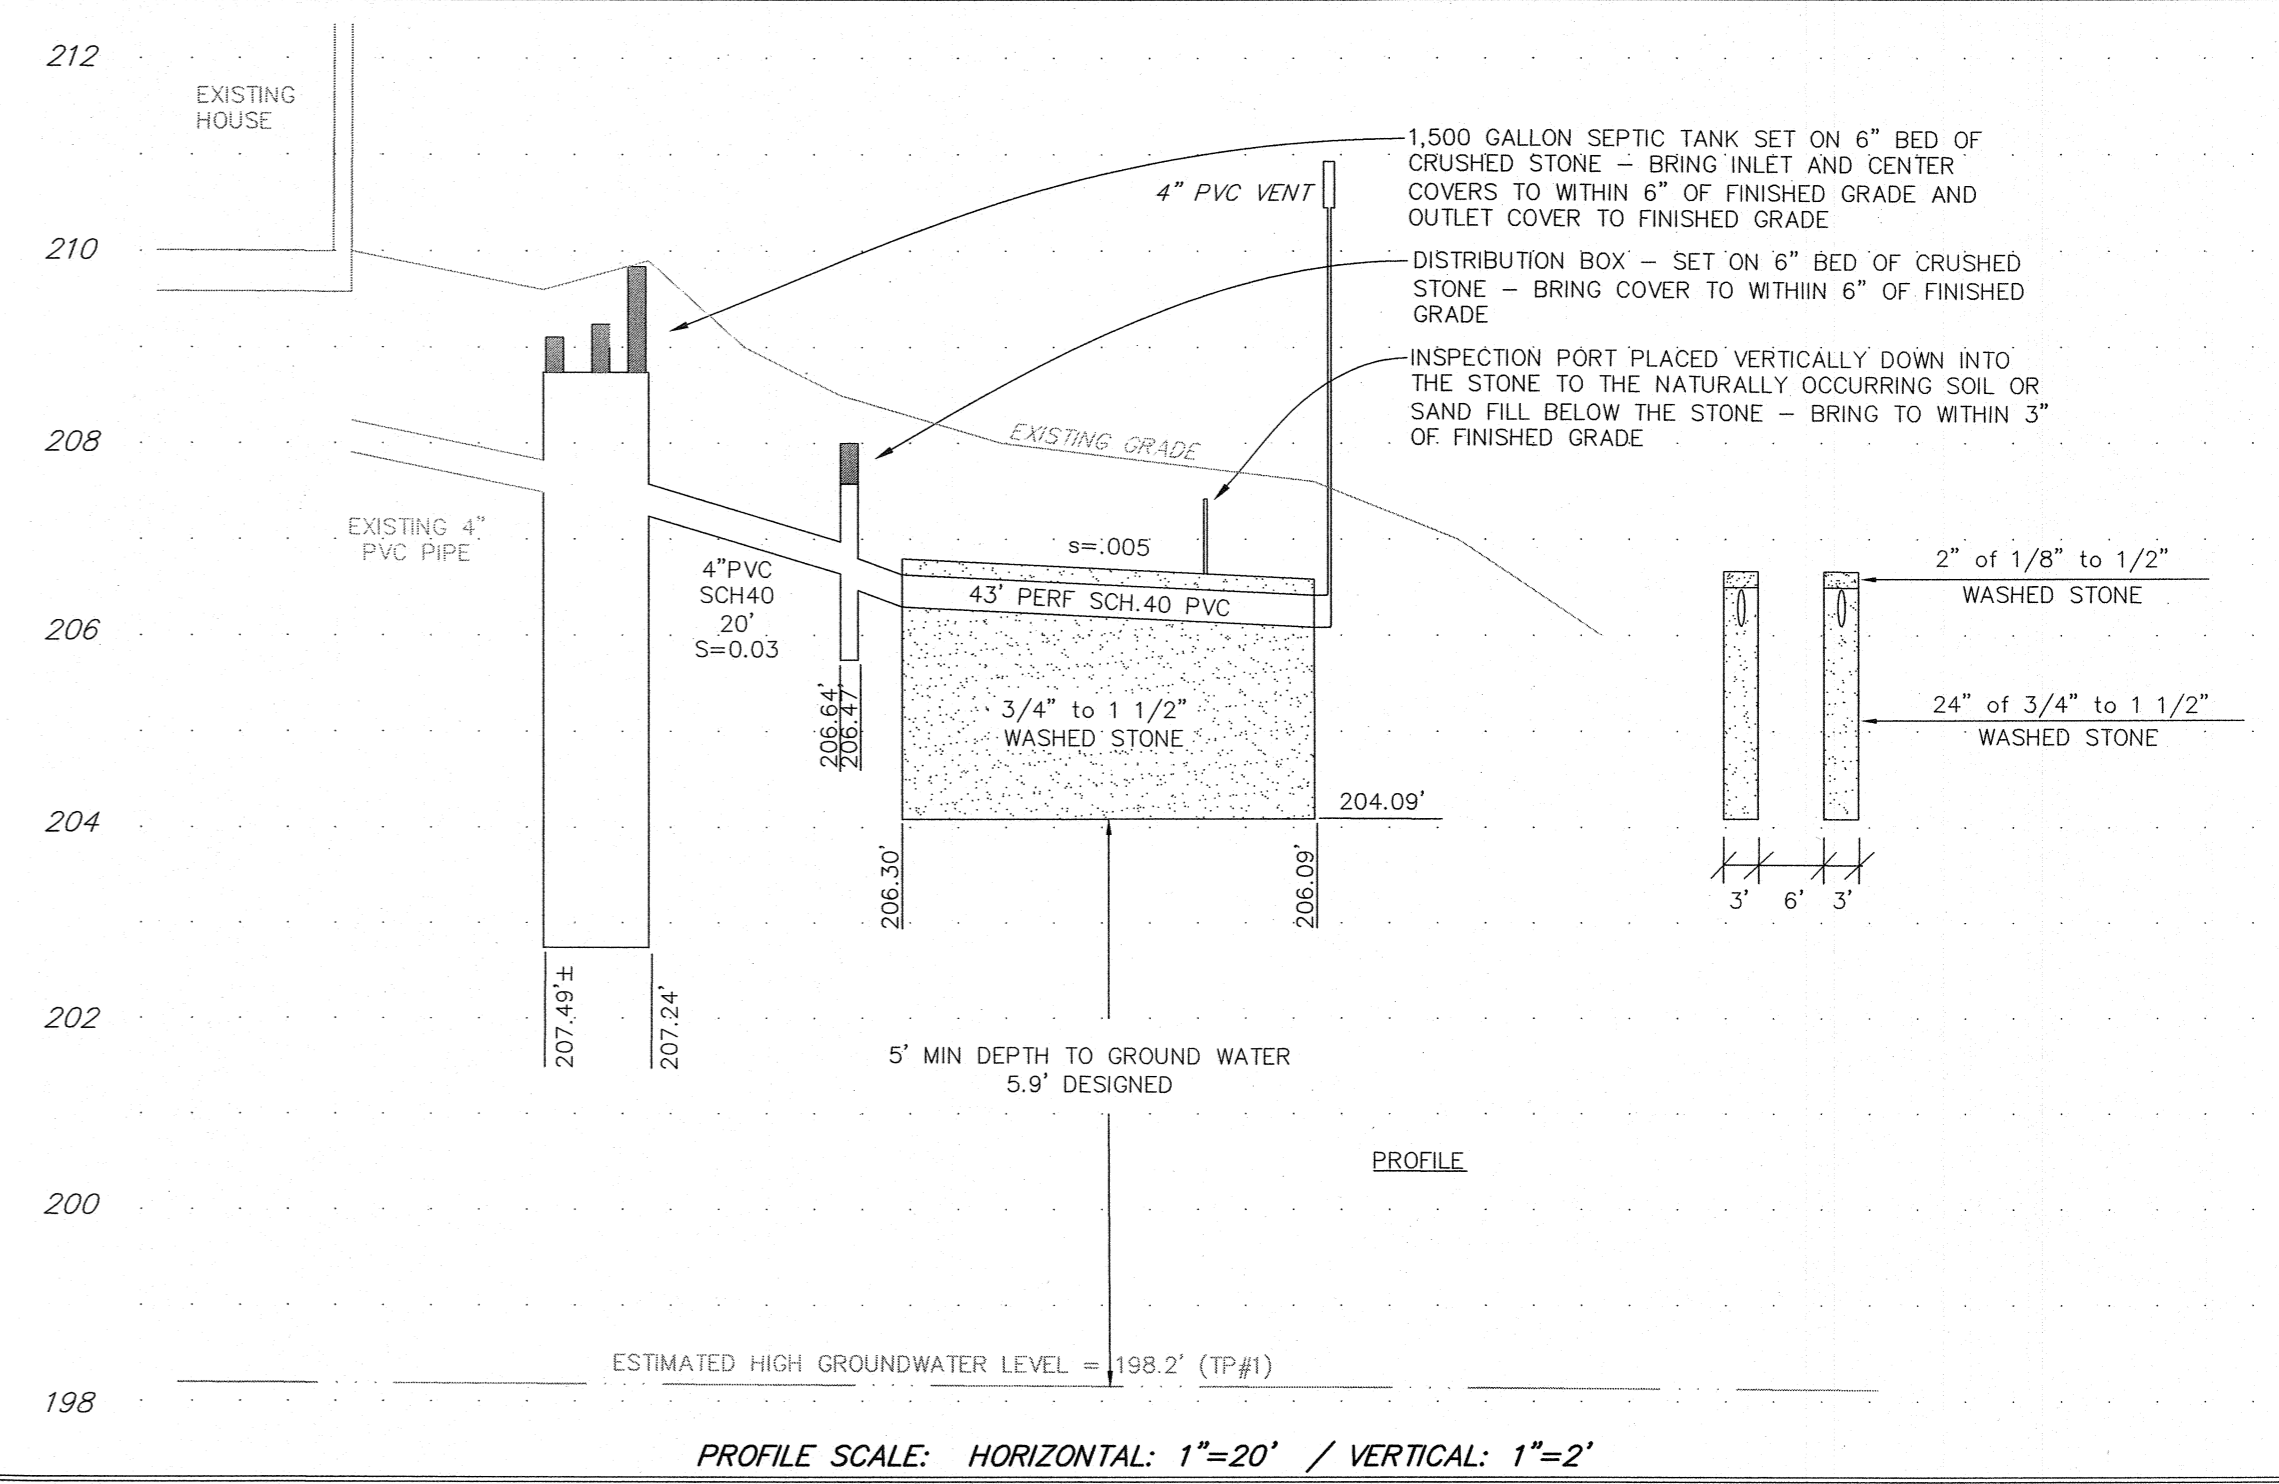 212
EXISTING
HOUSE
1,500 GALLON SEPTIC TANK SET ON 6" BED OF
CRUSHED STONE – BRING INLET AND CENTER
COVERS TO WITHIN 6" OF FINISHED GRADE AND
OUTLET COVER TO FINISHED GRADE
4" PVC VENT
210
DISTRIBUTION BOX – SET ON 6" BED OF CRUSHED
STONE – BRING COVER TO WITHIIN 6" OF FINISHED
GRADE
INSPECTION PORT PLACED VERTICALLY DOWN INTO
THE STONE TO THE NATURALLY OCCURRING SOIL OR
SAND FILL BELOW THE STONE – BRING TO WITHIN 3"
OF FINISHED GRADE
208
EXISTING GRADE
EXISTING 4"
PVC PIPE
s=.005
4"PVC
SCH40
20'
S=0.03
43' PERF SCH.40 PVC
2" of 1/8" to 1/2"
WASHED STONE
206
206.64'
206.47'
3/4" to 1 1/2"
WASHED STONE
24" of 3/4" to 1 1/2"
WASHED STONE
204
204.09'
206.30'
206.09'
3'
6'
3'
202
207.49'±
207.24'
5' MIN DEPTH TO GROUND WATER
5.9' DESIGNED
PROFILE
200
ESTIMATED HIGH GROUNDWATER LEVEL = 198.2' (TP#1)
198
PROFILE SCALE: HORIZONTAL: 1"=20' / VERTICAL: 1"=2'